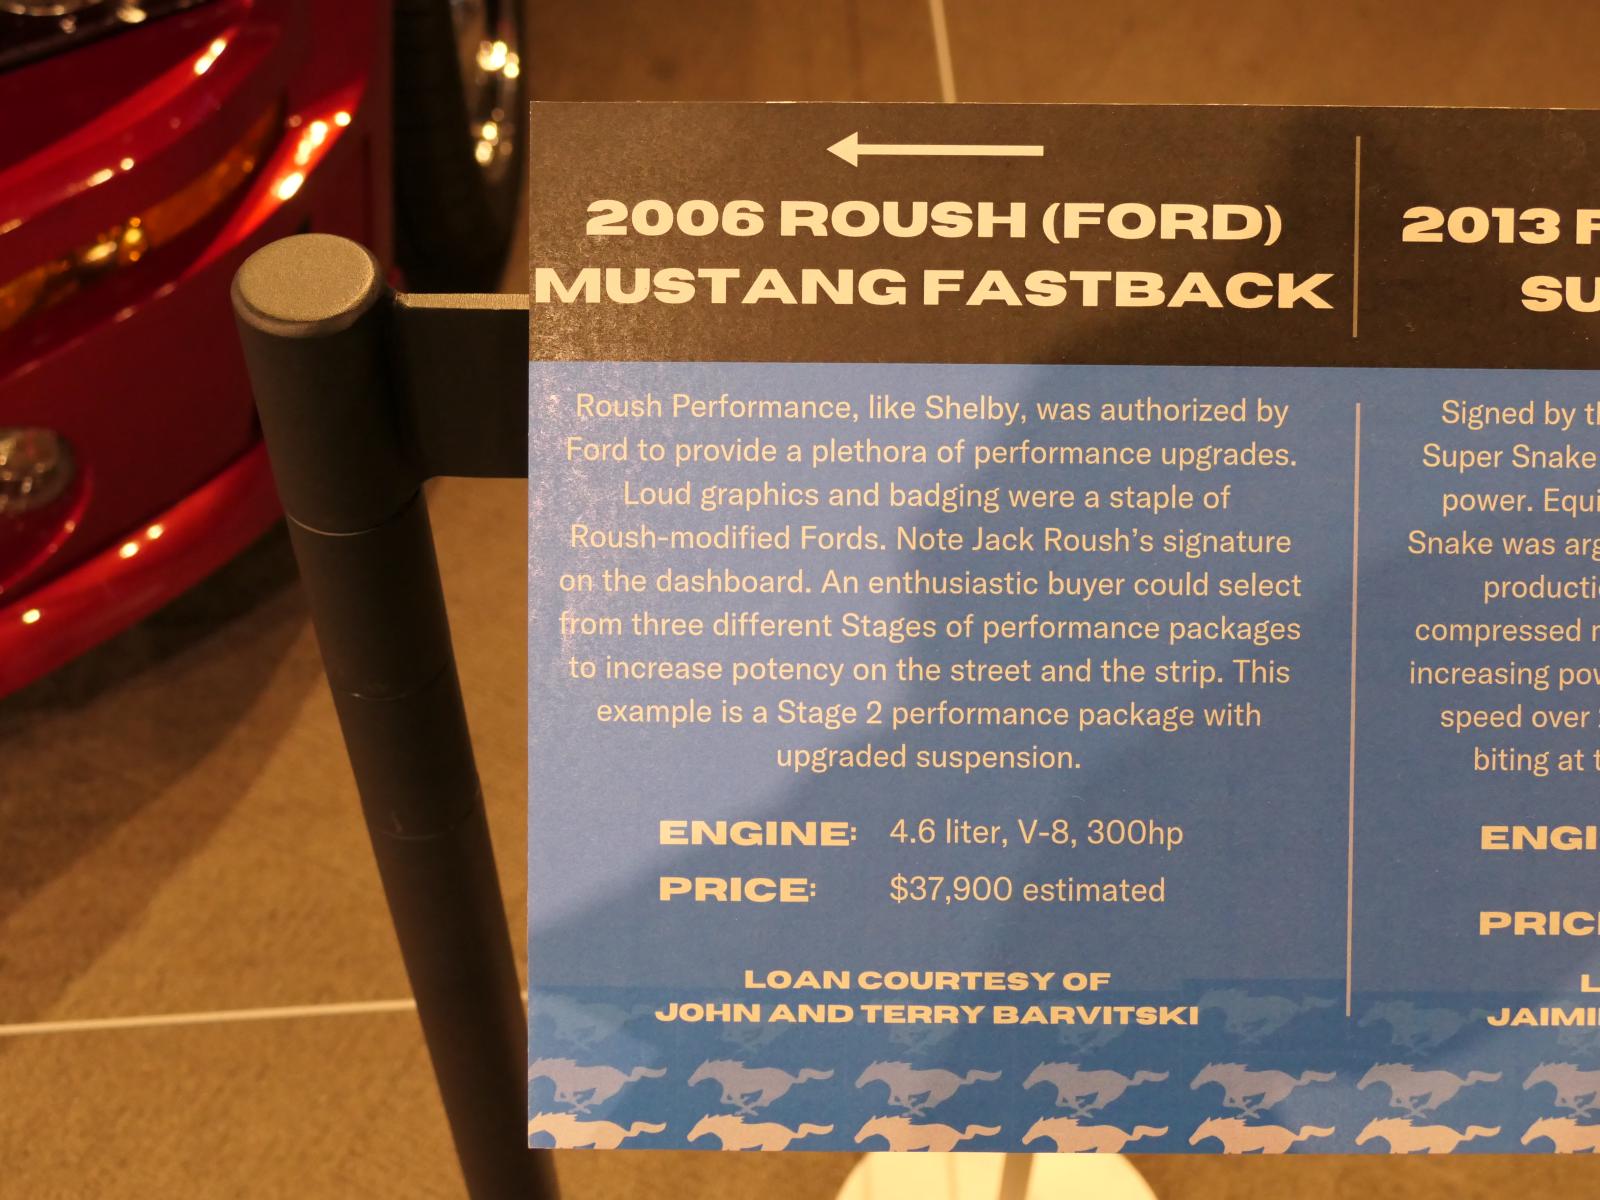 2006 ROUSH (FORD)
MUSTANG FASTBACK
Roush Performance, like Shelby, was authorized by
Ford to provide a plethora of performance upgrades.
Loud graphics and badging were a staple of
Roush-modified Fords. Note Jack Roush's signature
on the dashboard. An enthusiastic buyer could select
from three different Stages of performance packages
to increase potency on the street and the strip. This
example is a Stage 2 performance package with
upgraded suspension.
ENGINE: 4.6 liter, V-8, 300hp
PRICE: $37,900 estimated
LOAN COURTESY OF
JOHN AND TERRY BARVITSKI
2013
Signed by
Super Snake
power.
Snake was
compressed
increasing
speed over
biting at